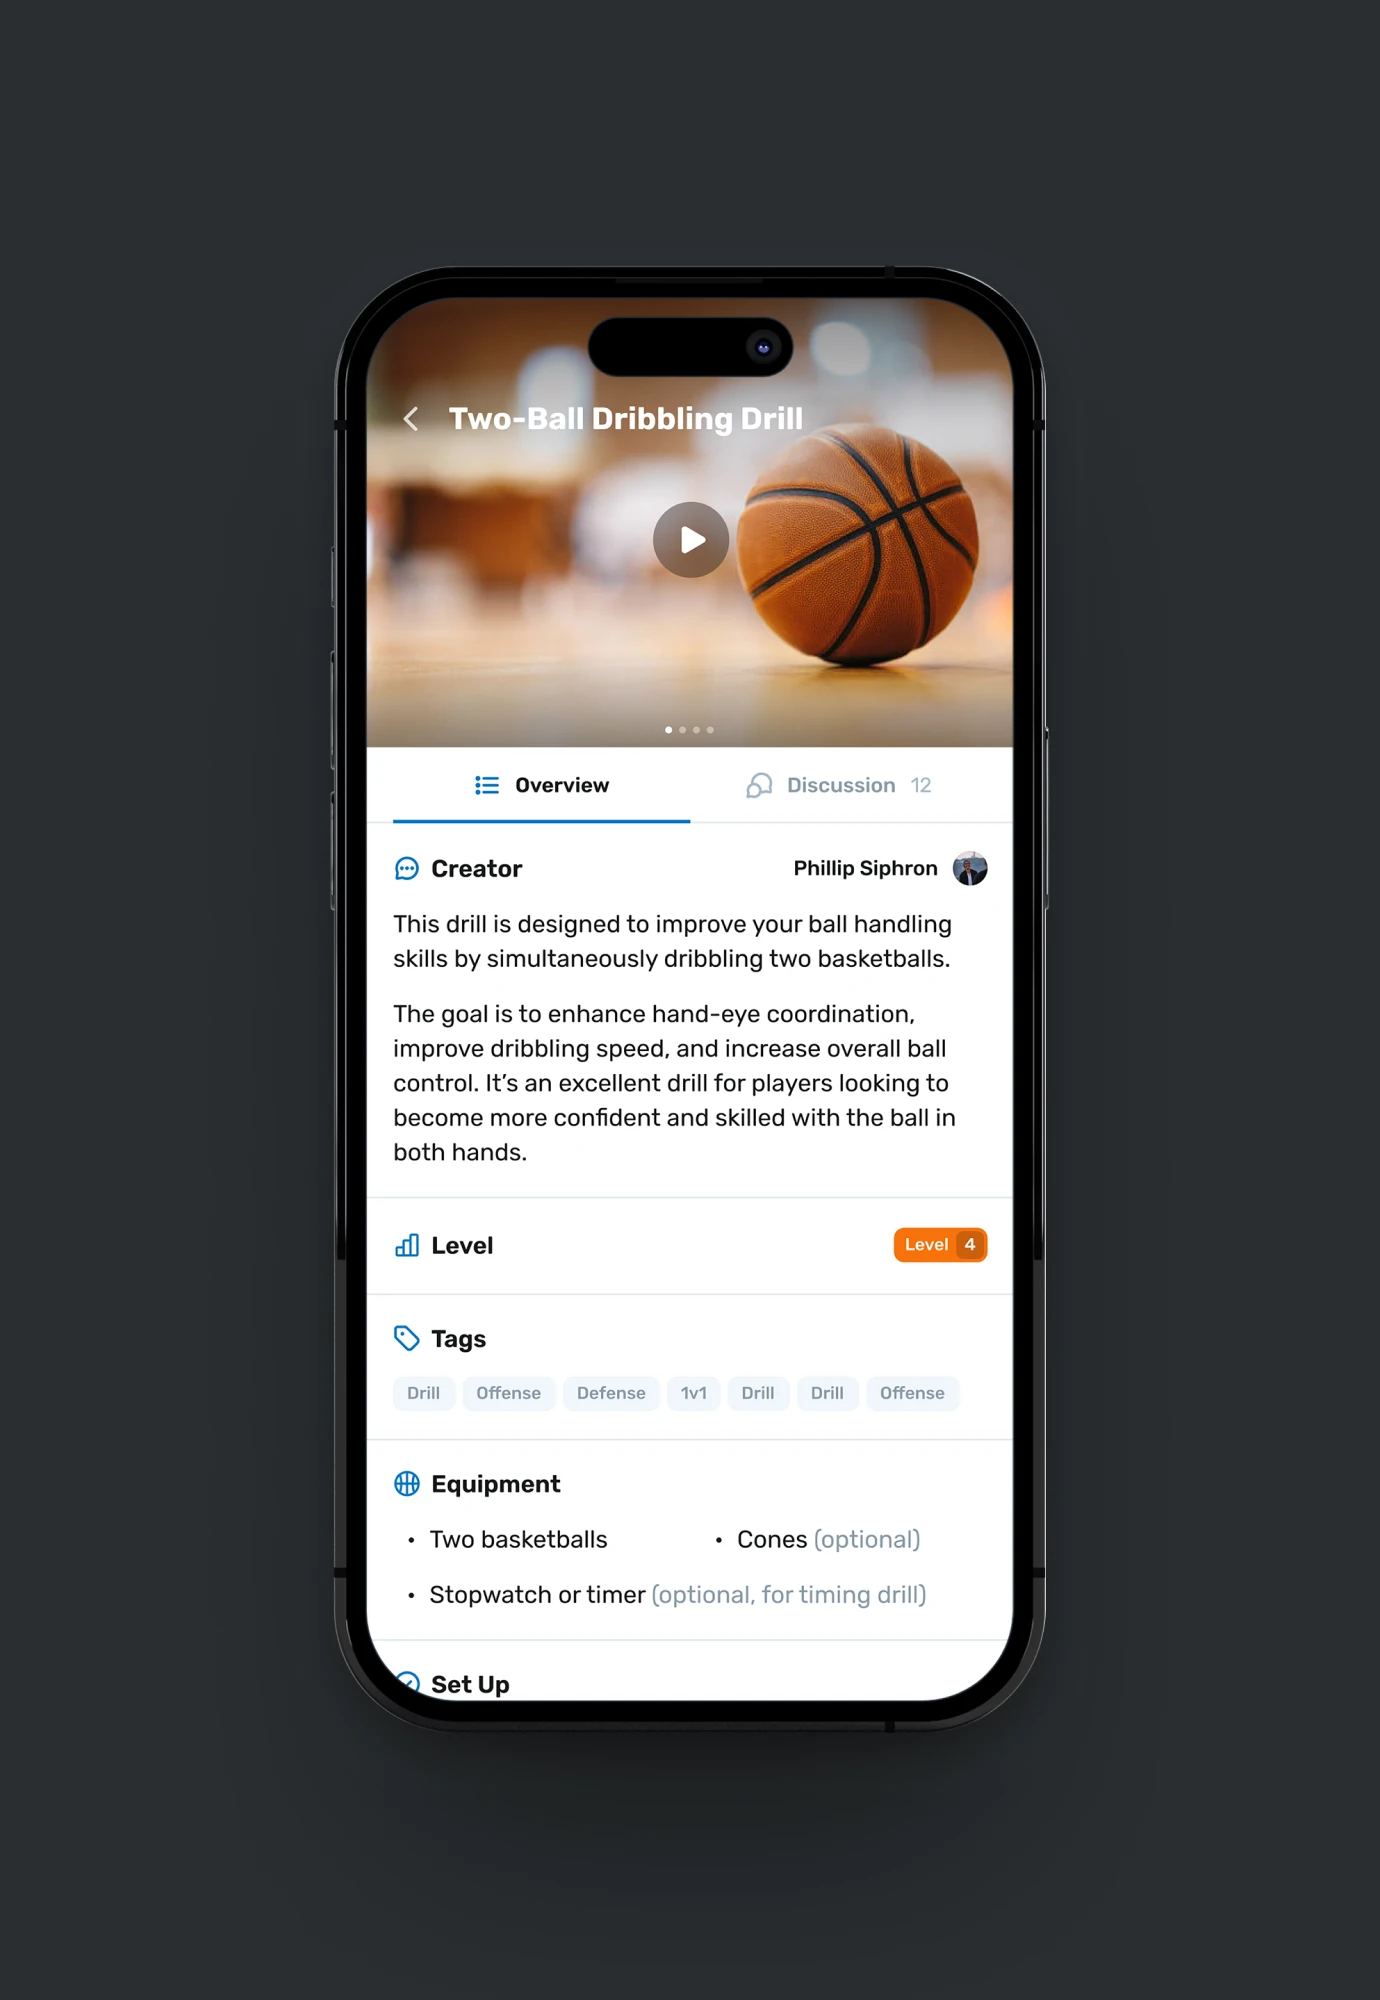 Two-Ball Dribbling Drill
Overview
Discussion 12
Creator
Phillip Siphron
This drill is designed to improve your ball handling
skills by simultaneously dribbling two basketballs.
The goal is to enhance hand-eye coordination,
improve dribbling speed, and increase overall ball
control. It’s an excellent drill for players looking to
become more confident and skilled with the ball in
both hands.
Level
Level 4
Tags
Drill Offense Defense 1v1 Drill Drill Offense
Equipment
• Two basketballs
• Cones (optional)
• Stopwatch or timer (optional, for timing drill)
Set Up